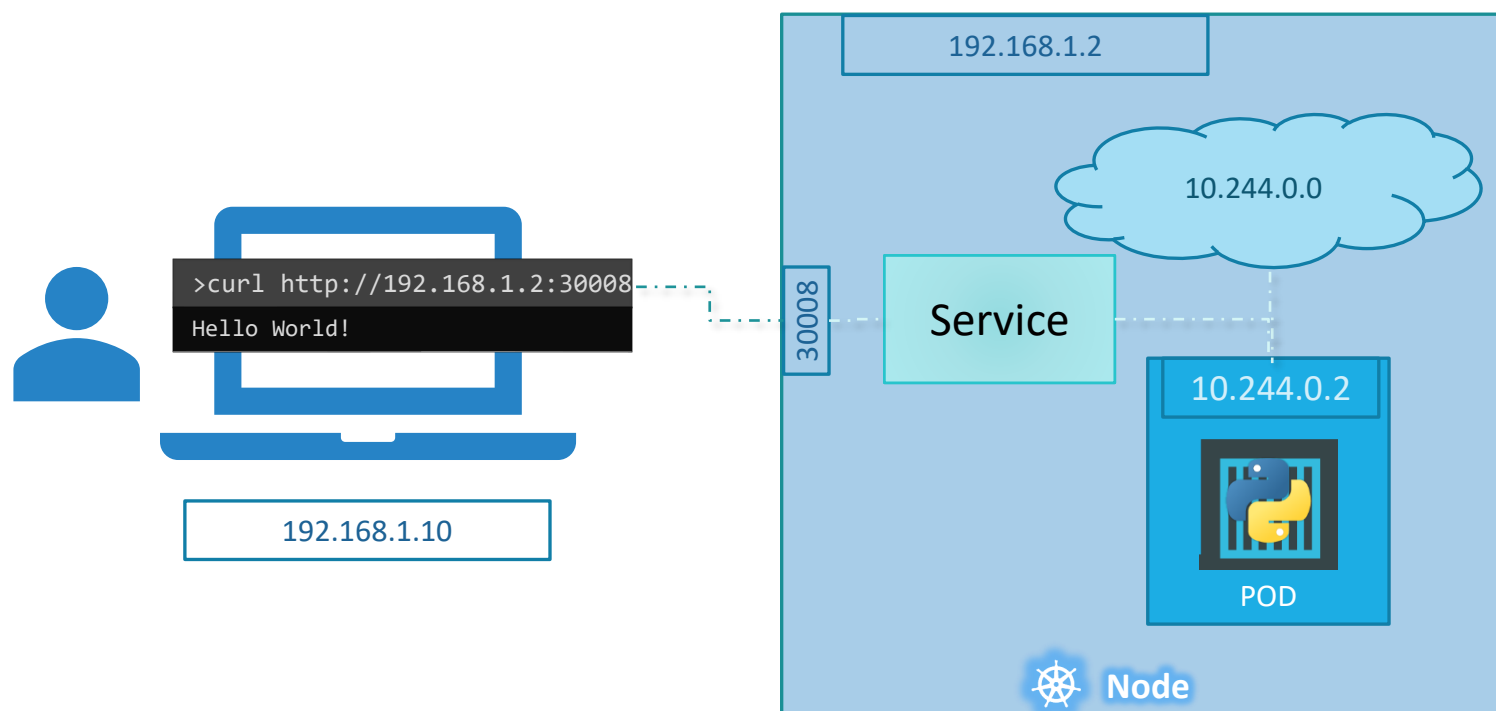 192.168.1.2
10.244.0.0
>curl http://192.168.1.2:30008
Hello World!
30008
Service
10.244.0.2
192.168.1.10
POD
Node